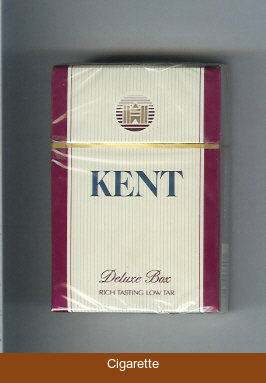 KENT
Deluxe Box
RICH TASTING LOW TAR
Cigarette